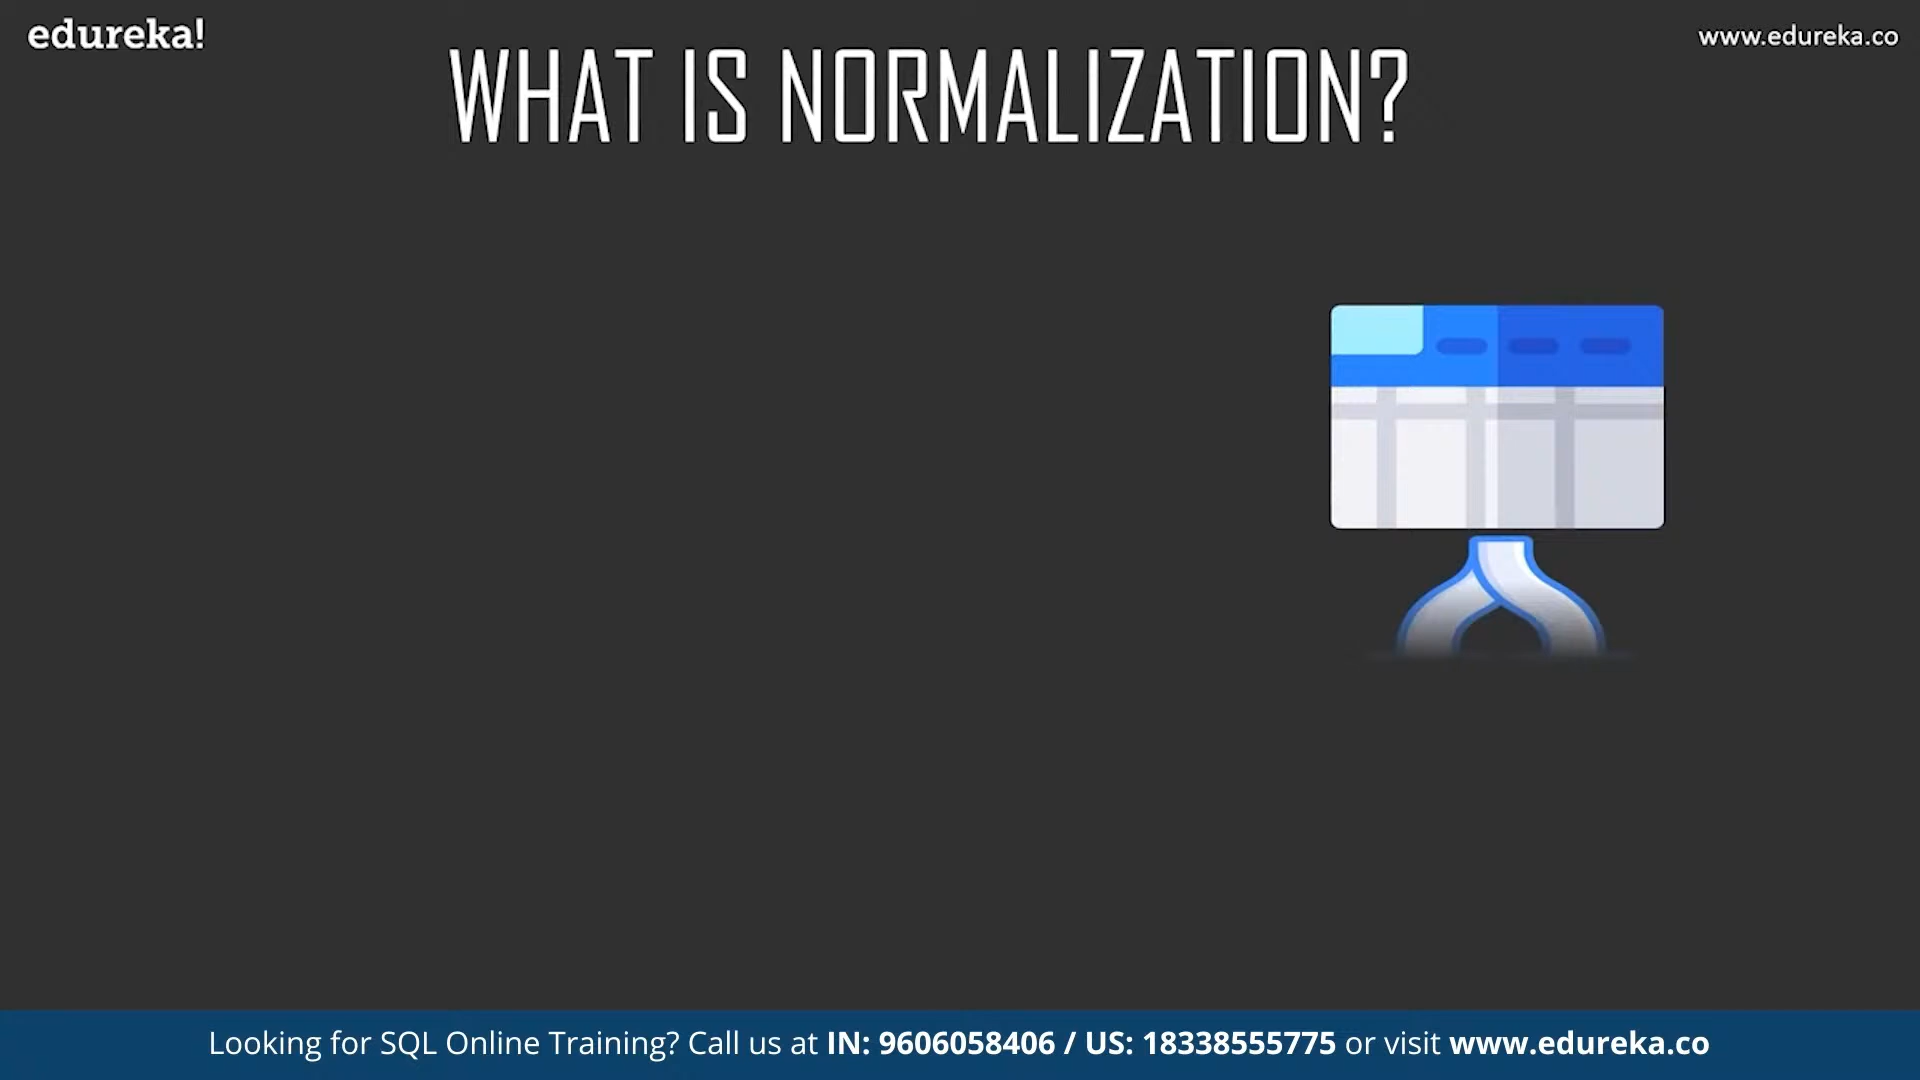 edureka!
www.edureka.co
WHAT IS NORMALIZATION?
Looking for SQL Online Training? Call us at IN: 9606058406 / US: 18338555775 or visit www.edureka.co